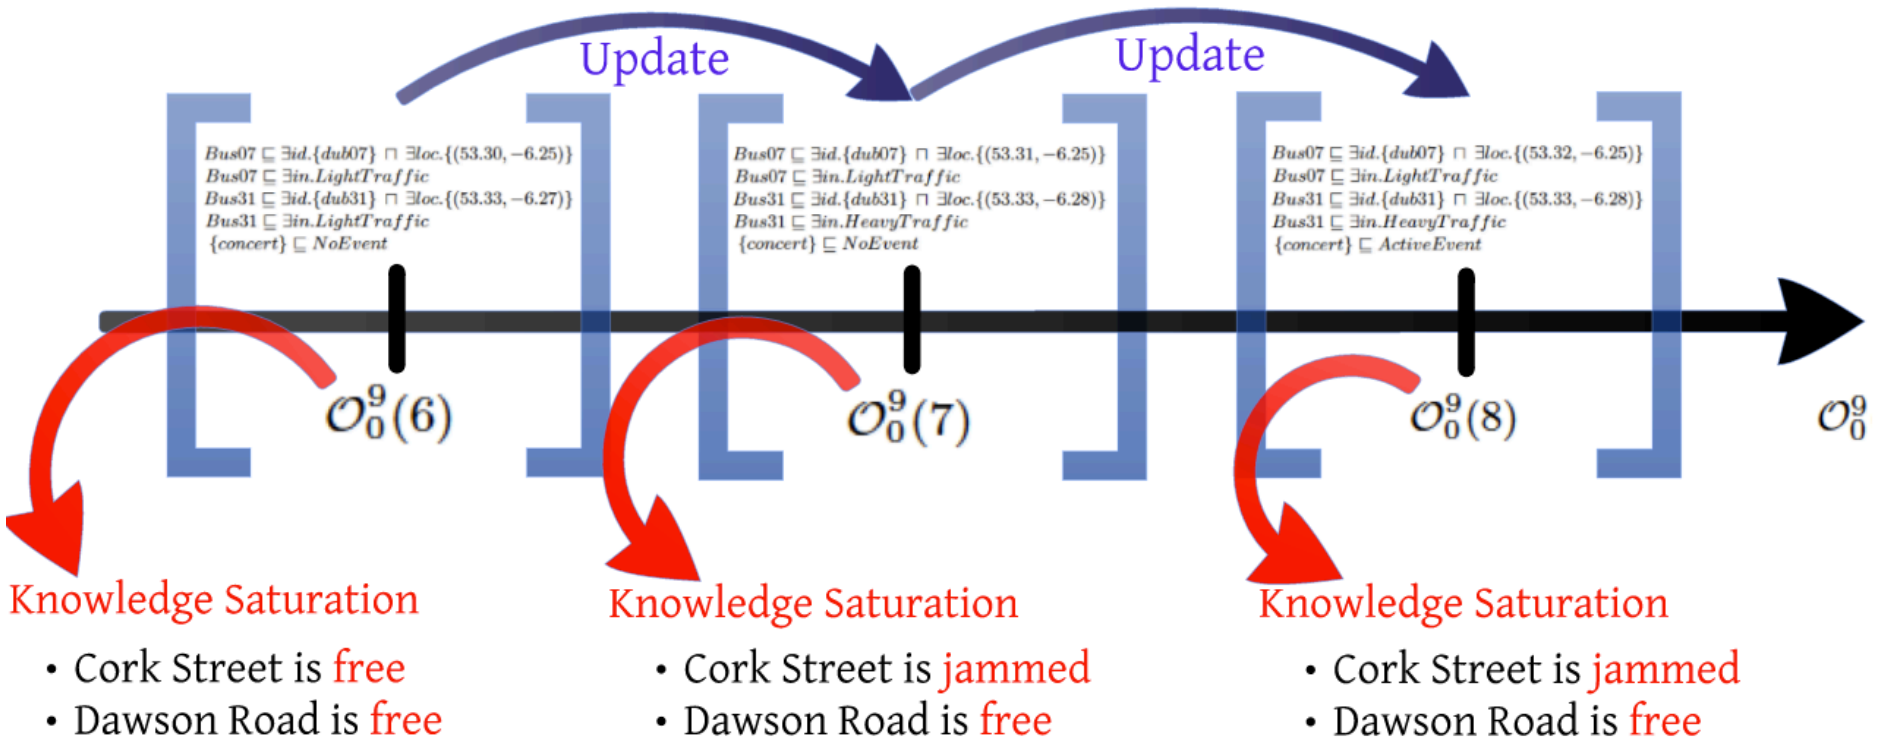 Update
Update
Bus07 ⊑ ∃id.{dub07} ⊓ ∃loc.{(53.30, −6.25)}
Bus07 ⊑ ∃in.LightTraffic
Bus31 ⊑ ∃id.{dub31} ⊓ ∃loc.{(53.33, −6.27)}
Bus31 ⊑ ∃in.LightTraffic
{concert} ⊑ NoEvent
Bus07 ⊑ ∃id.{dub07} ⊓ ∃loc.{(53.31, −6.25)}
Bus07 ⊑ ∃in.LightTraffic
Bus31 ⊑ ∃id.{dub31} ⊓ ∃loc.{(53.33, −6.28)}
Bus31 ⊑ ∃in.HeavyTraffic
{concert} ⊑ NoEvent
Bus07 ⊑ ∃id.{dub07} ⊓ ∃loc.{(53.32, −6.25)}
Bus07 ⊑ ∃in.LightTraffic
Bus31 ⊑ ∃id.{dub31} ⊓ ∃loc.{(53.33, −6.28)}
Bus31 ⊑ ∃in.HeavyTraffic
{concert} ⊑ ActiveEvent
𝒪₀⁹(6)
𝒪₀⁹(7)
𝒪₀⁹(8)
𝒪₀⁹
Knowledge Saturation
• Cork Street is free
• Dawson Road is free
Knowledge Saturation
• Cork Street is jammed
• Dawson Road is free
Knowledge Saturation
• Cork Street is jammed
• Dawson Road is free